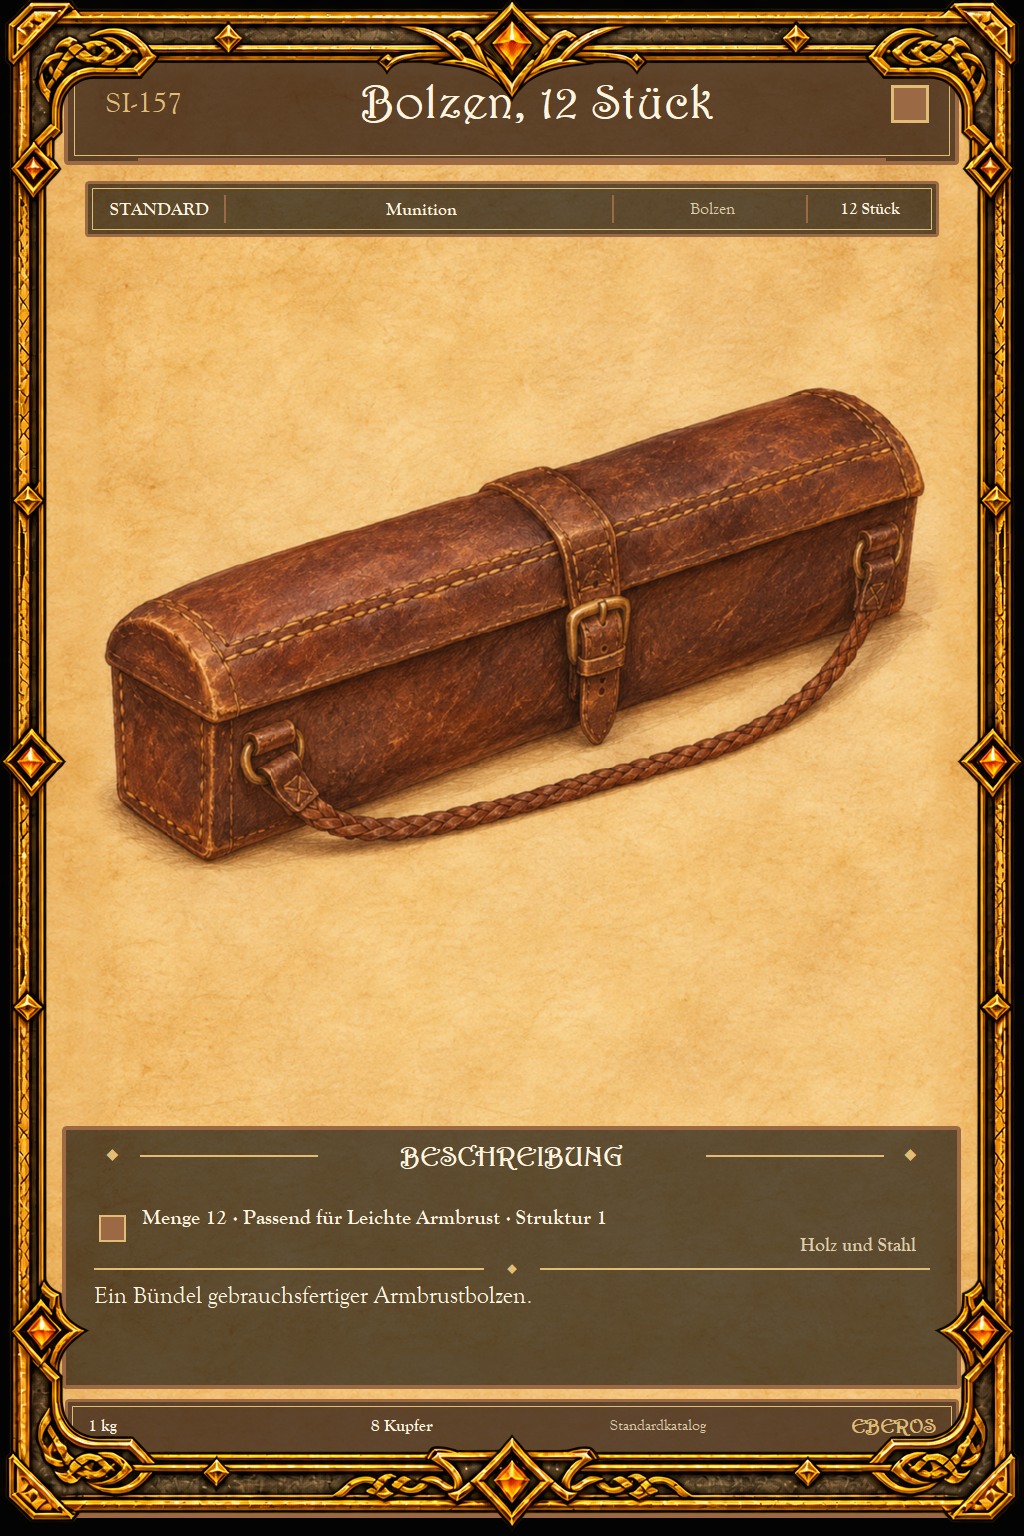 SI-157
Bolzen, 12 Stück
STANDARD Munition Bolzen 12 Stück
BESCHREIBUNG
Menge 12 • Passend für Leichte Armbrust • Struktur 1
Holz und Stahl
Ein Bündel gebrauchsfertiger Armbrustbolzen.
1 kg 8 Kupfer Standardkatalog EBEROS